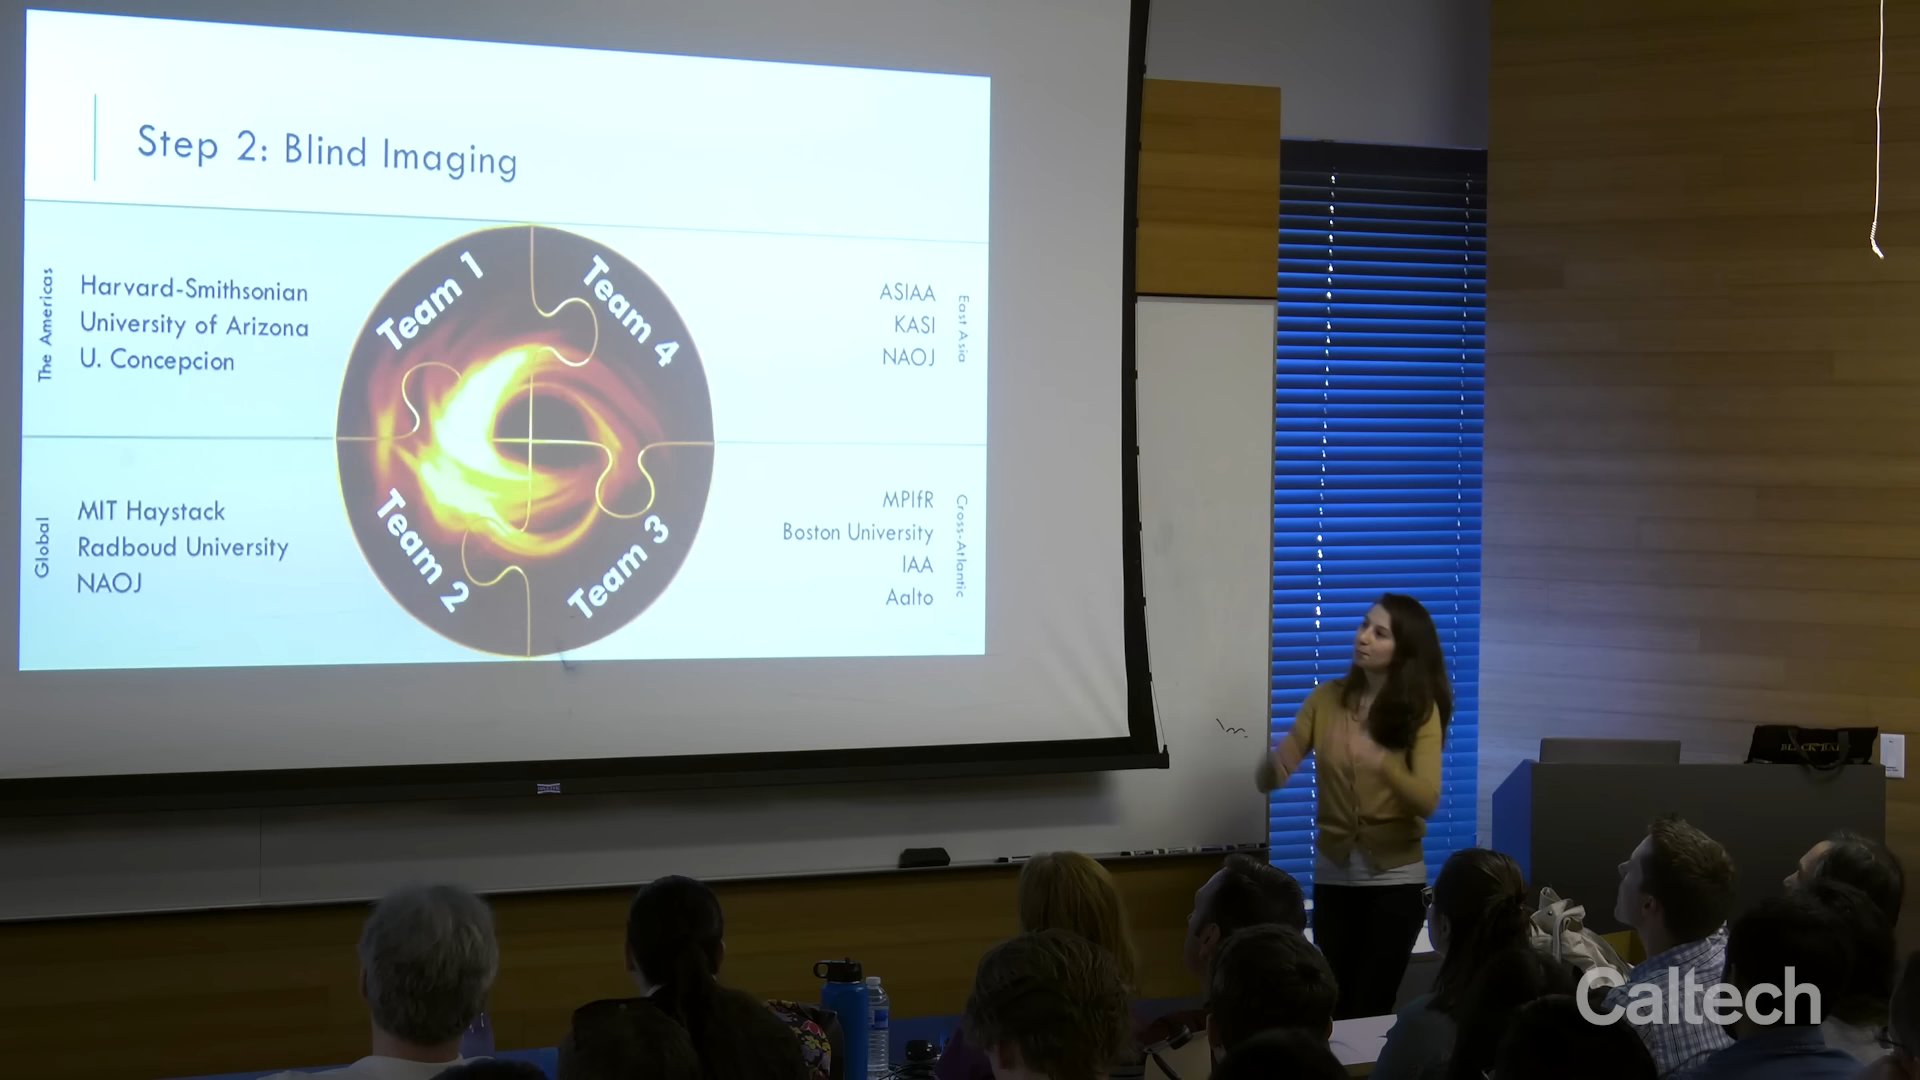 Step 2: Blind Imaging
The Americas
Harvard-Smithsonian
University of Arizona
U. Concepcion
Team 1
Team 4
ASIAA
KASI
NAOJ
East Asia
Global
MIT Haystack
Radboud University
NAOJ
Team 2
Team 3
MPIfR
Boston University
IAA
Aalto
Cross-Atlantic
Caltech